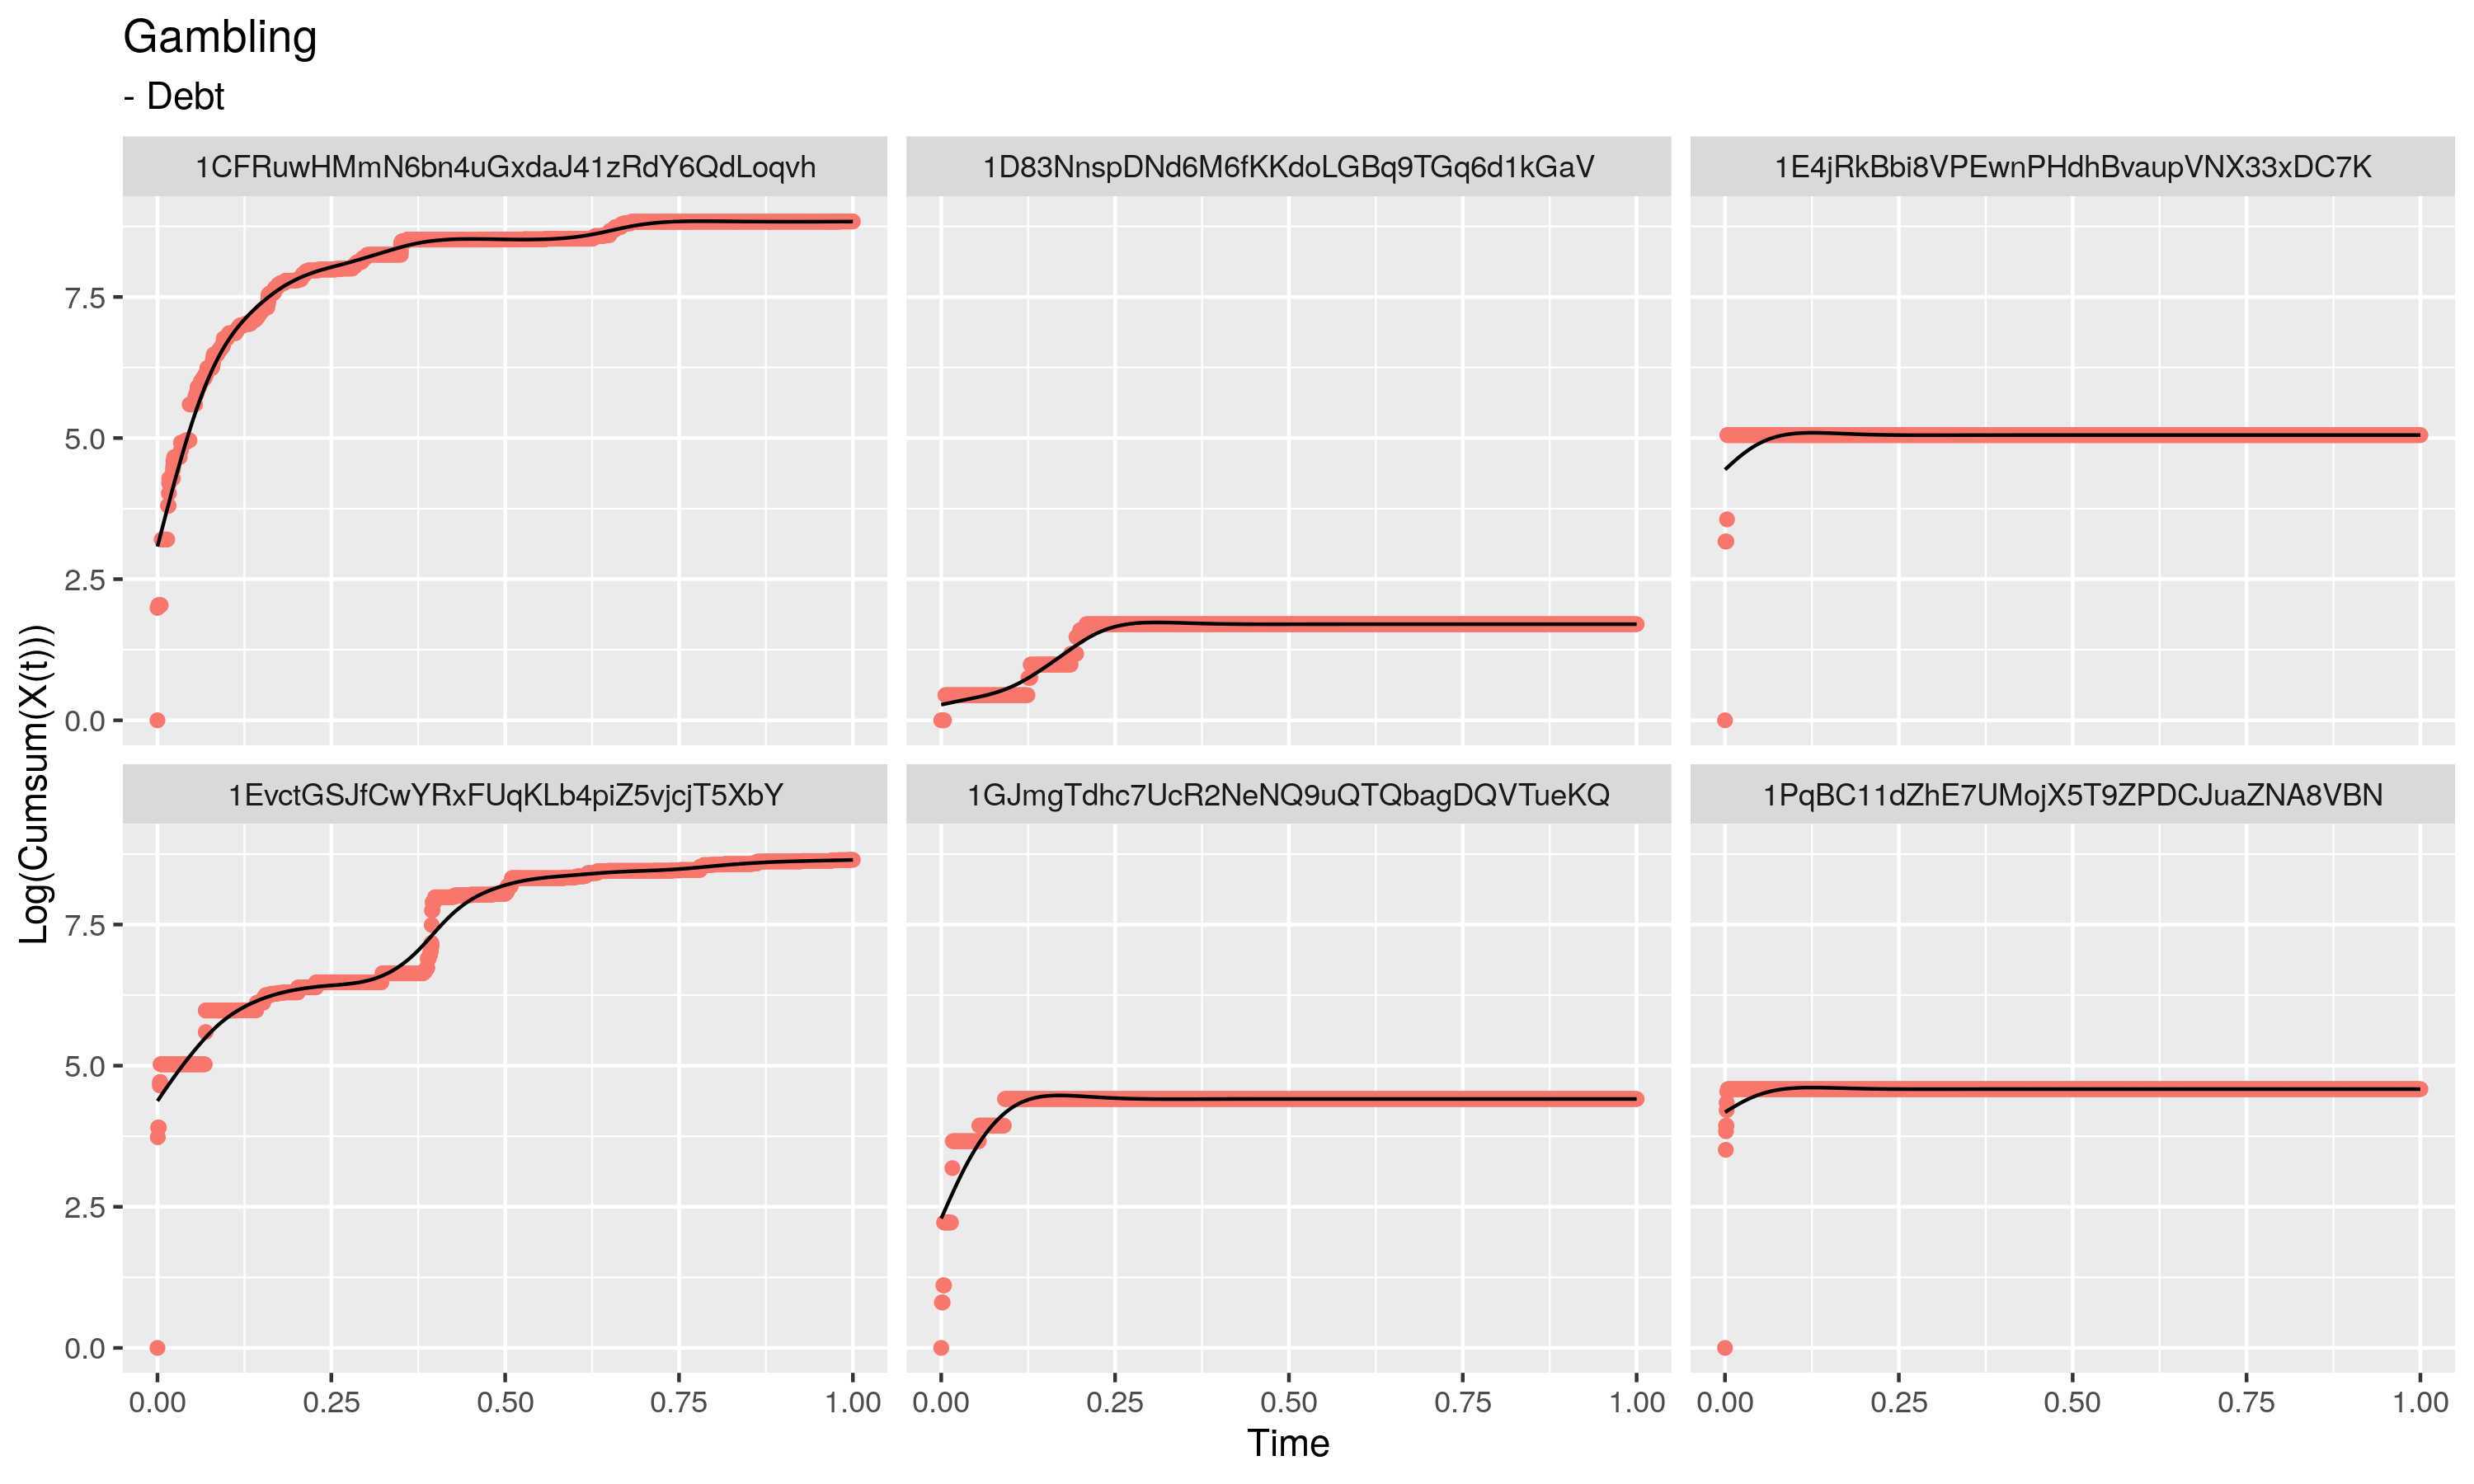 Gambling
- Debt
1CFRuwHMmN6bn4uGxdaJ41zRdY6QdLoqvh
1D83NnspDNd6M6fKKdoLGBq9TGq6d1kGaV
1E4jRkBbi8VPEwnPHdhBvaupVNX33xDC7K
7.5
5.0
2.5
0.0
Log(Cumsum(X(t)))
1EvctGSJfCwYRxFUqKLb4piZ5vjcjT5XbY
1GJmgTdhc7UcR2NeNQ9uQTQbagDQVTueKQ
1PqBC11dZhE7UMojX5T9ZPDCJuaZNA8VBN
7.5
5.0
2.5
0.0
0.00 0.25 0.50 0.75 1.00
0.00 0.25 0.50 0.75 1.00
0.00 0.25 0.50 0.75 1.00
Time